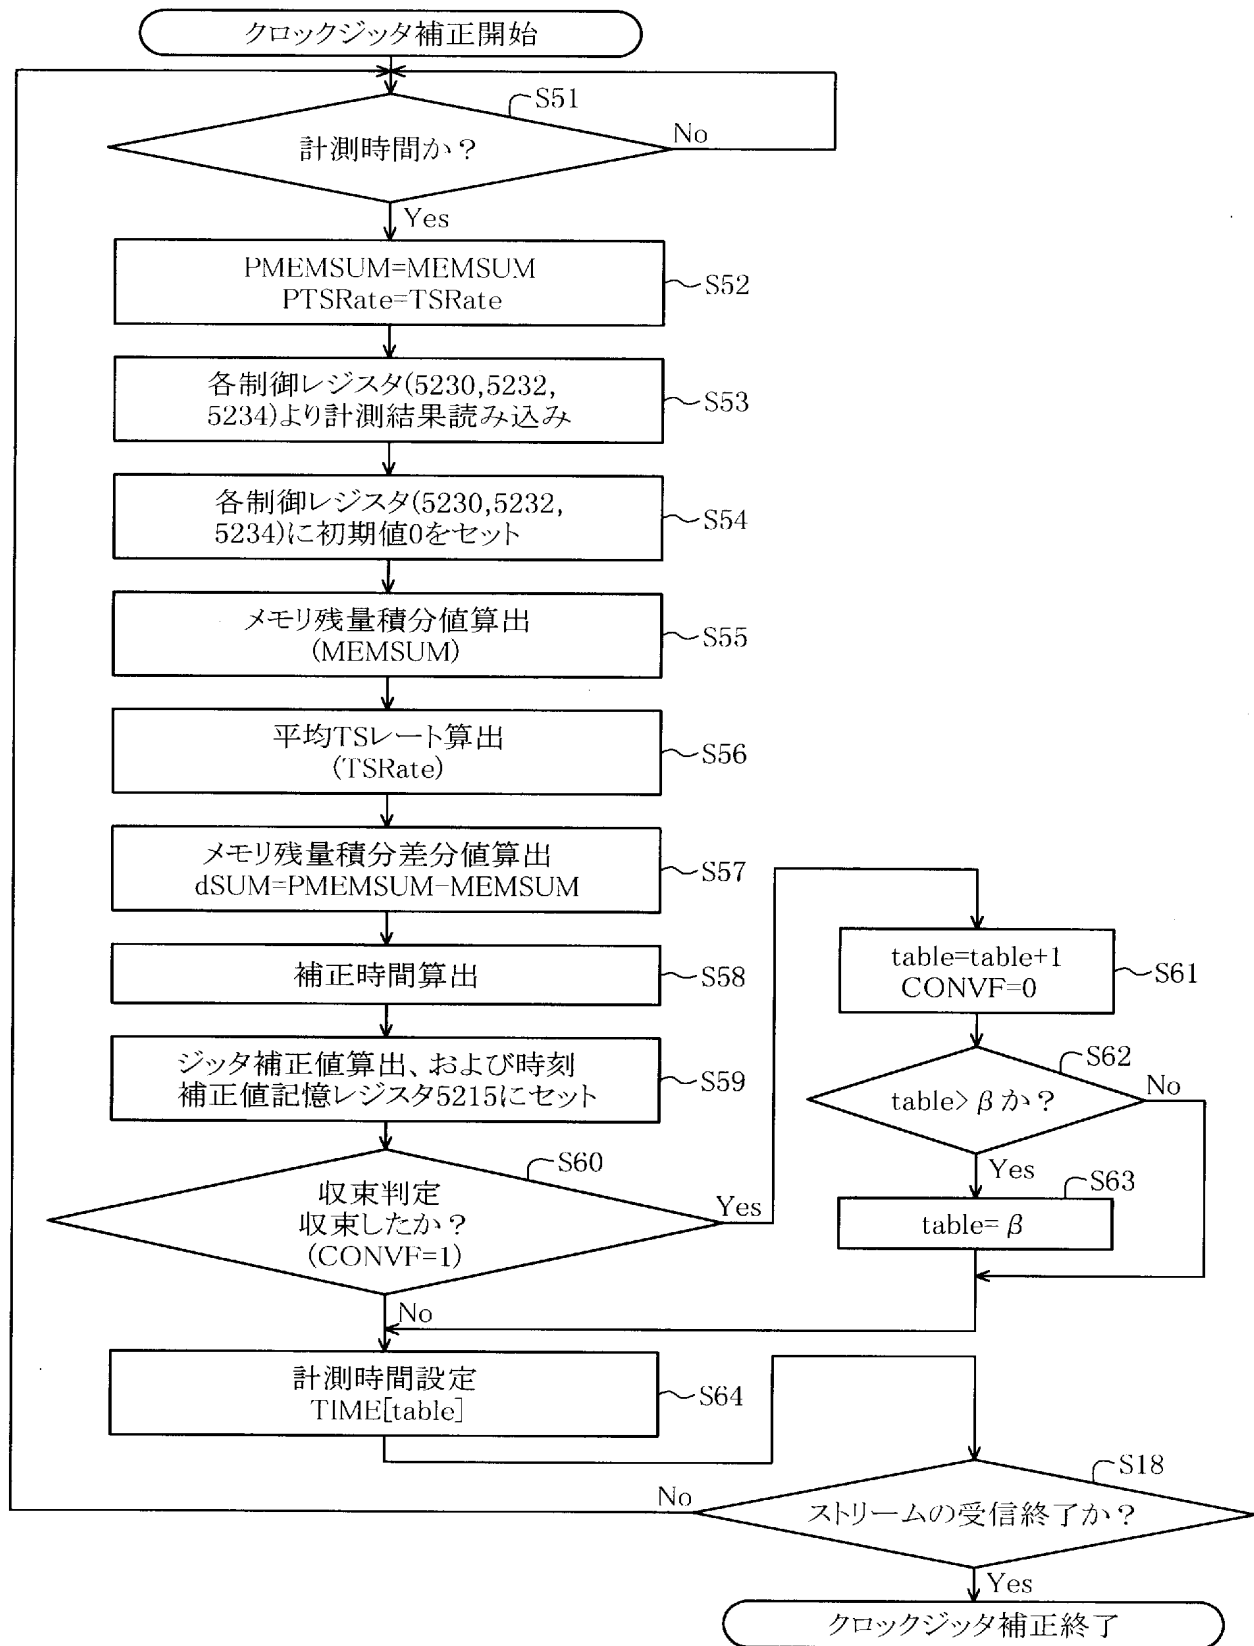 クロックジッタ補正開始
S51
計測時間か?
No
Yes
PMEMSUM=MEMSUM
PTSRate=TSRate
S52
各制御レジスタ(5230,5232,
5234)より計測結果読み込み
S53
各制御レジスタ(5230,5232,
5234)に初期値0をセット
S54
メモリ残量積分値算出
(MEMSUM)
S55
平均TSレート算出
(TSRate)
S56
メモリ残量積分差分値算出
dSUM=PMEMSUM-MEMSUM
S57
補正時間算出
S58
ジッタ補正値算出、および時刻
補正値記憶レジスタ5215にセット
S59
S60
収束判定
収束したか?
(CONVF=1)
Yes
No
table=table+1
CONVF=0
S61
S62
table>βか?
No
Yes
S63
table=β
計測時間設定
TIME[table]
S64
S18
ストリームの受信終了か?
No
Yes
クロックジッタ補正終了